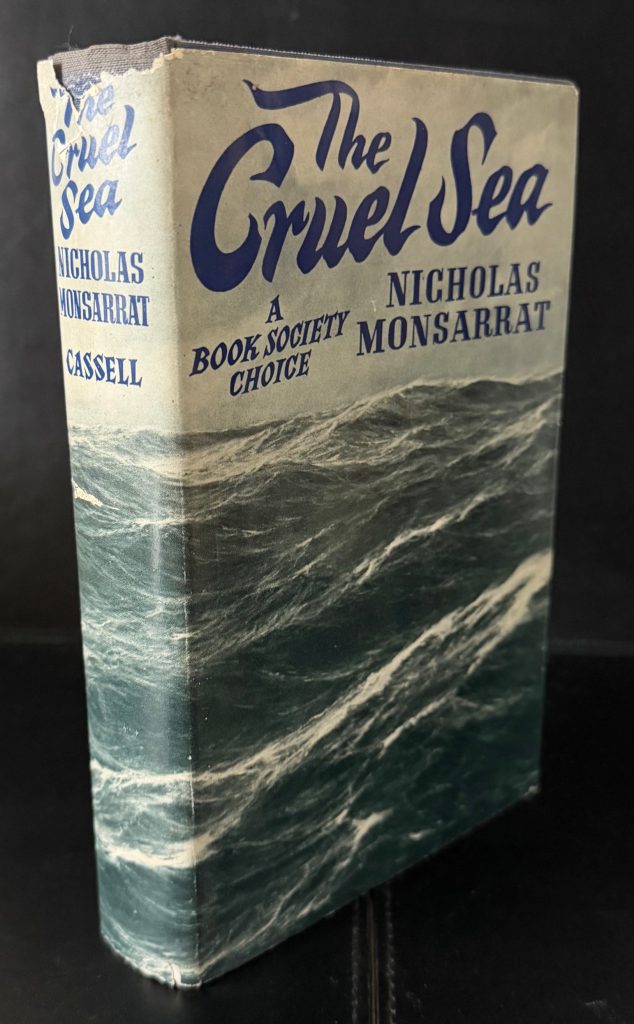 The
Cruel
Sea
NICHOLAS
MONSARRAT
CASSELL
The
Cruel Sea
NICHOLAS
MONSARRAT
A
BOOK SOCIETY
CHOICE